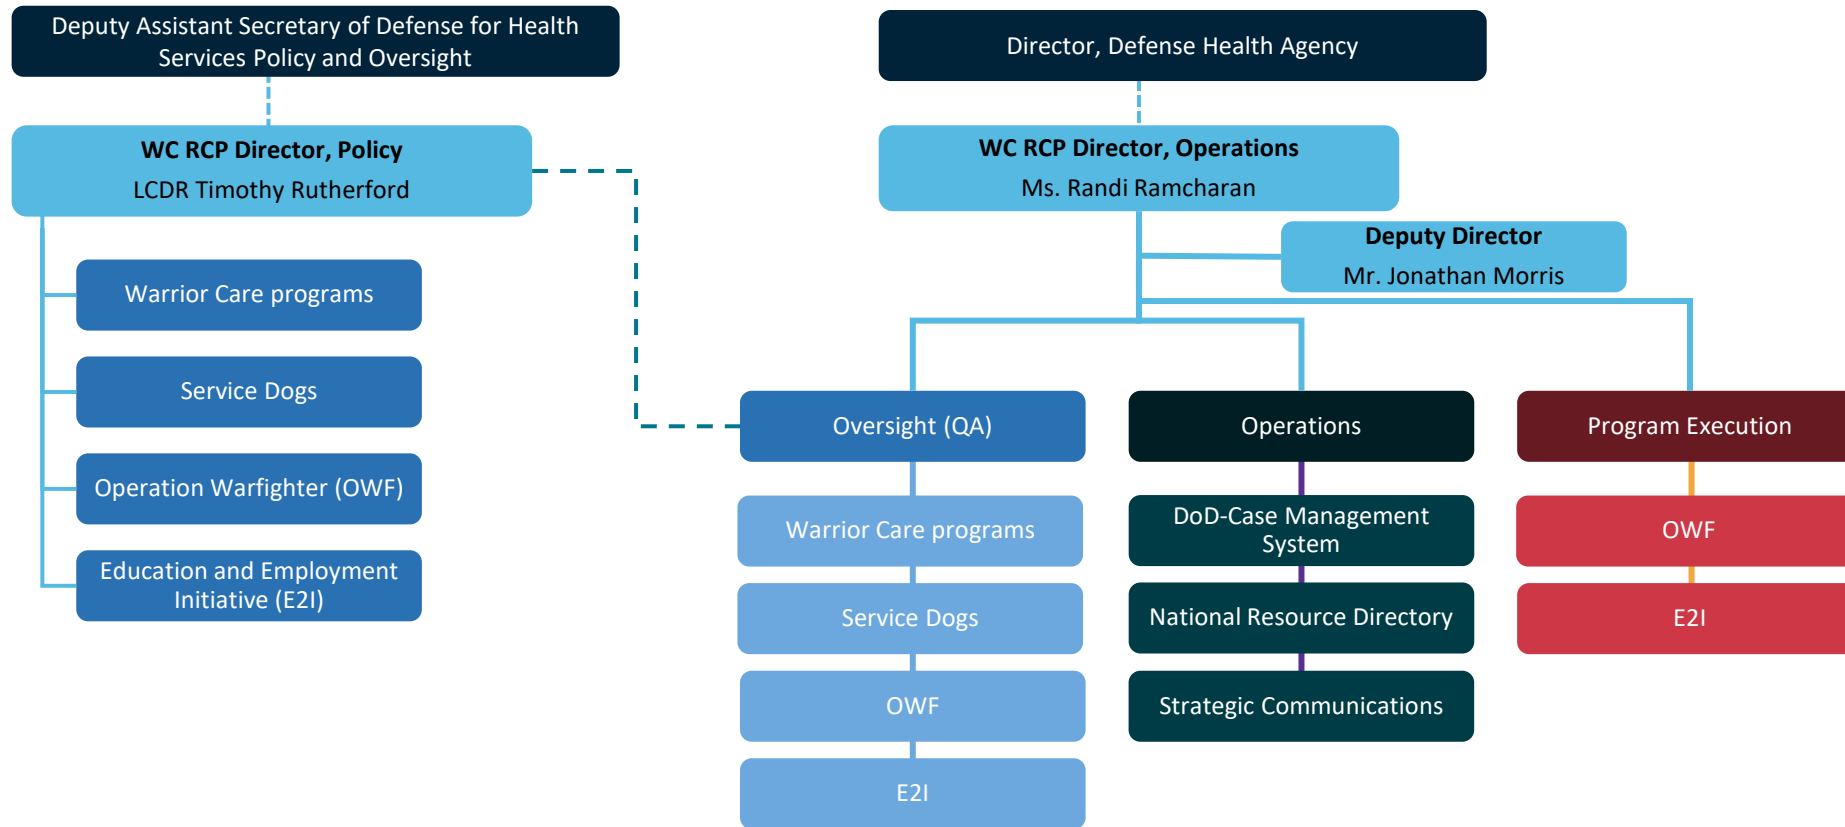 Deputy Assistant Secretary of Defense for Health
Services Policy and Oversight
WC RCP Director, Policy
LCDR Timothy Rutherford
Warrior Care programs
Service Dogs
Operation Warfighter (OWF)
Education and Employment
Initiative (E2I)
Director, Defense Health Agency
WC RCP Director, Operations
Ms. Randi Ramcharan
Deputy Director
Mr. Jonathan Morris
Oversight (QA)
Warrior Care programs
Service Dogs
OWF
E2I
Operations
DoD-Case Management
System
National Resource Directory
Strategic Communications
Program Execution
OWF
E2I